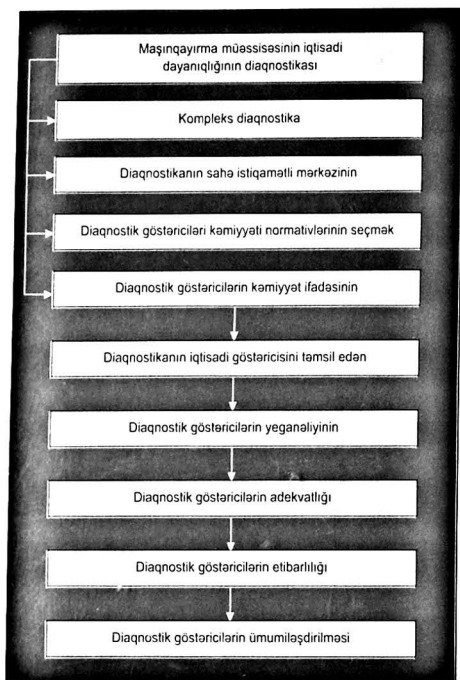 Maşınqayırma müəssisəsinin iqtisadi
dayanıqlığının diaqnostikası
Kompleks diaqnostika
Diaqnostikanın sahə istiqamətli mərkəzinin
Diaqnostik göstəriciləri kəmiyyəti normativlərinin seçmək
Diaqnostik göstəricilərin kəmiyyət ifadəsinin
Diaqnostikanın iqtisadi göstəricisini təmsil edən
Diaqnostik göstəricilərin yeganəliyinin
Diaqnostik göstəricilərin adekvatlığı
Diaqnostik göstəricilərin etibarlılığı
Diaqnostik göstəricilərin ümumiləşdirilməsi